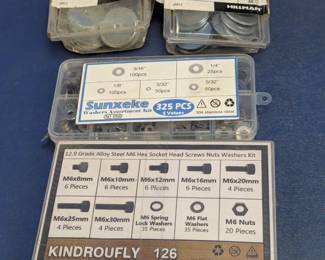 HILLMAN
3/16"
100pcs
1/4"
25pcs
1/8"
100pcs
3/32"
50pcs
5/32"
50pcs
Sunxeke
Washers Assortment Kit
325 PCS
5 Values
304 stainless steel
12.9 Grade Alloy Steel M6 Hex Socket Head Screws Nuts Washers Kit
M6x8mm
6 Pieces
M6x10mm
6 Pieces
M6x12mm
6 Pieces
M6x16mm
6 Pieces
M6x20mm
4 Pieces
M6x25mm
4 Pieces
M6x30mm
4 Pieces
M6 Spring
Lock Washers
35 Pieces
M6 Flat
Washers
35 Pieces
M6 Nuts
20 Pieces
KINDROUFLY 126